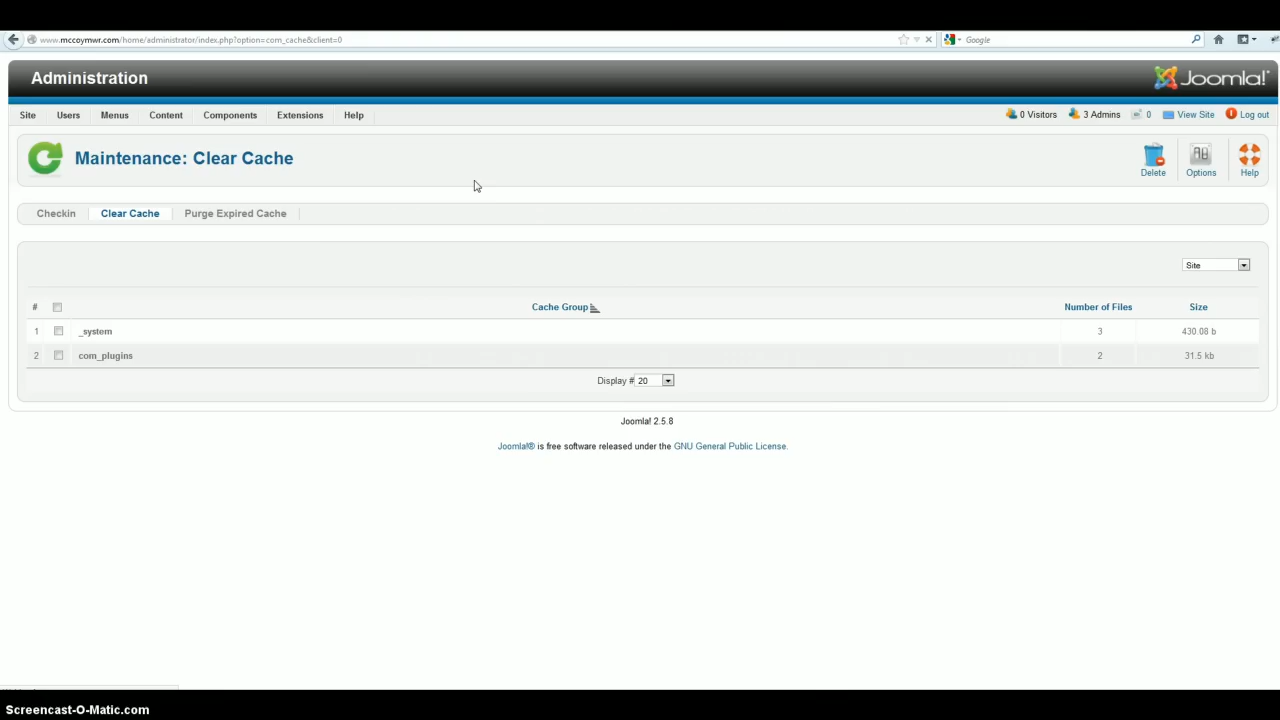 www.mccoymwr.com/home/administrator/index.php?option=com_cache&client=0
Google
Administration
Joomla!
Site Users Menus Content Components Extensions Help
0 Visitors 3 Admins 0 View Site Log out
Maintenance: Clear Cache
Delete Options Help
Checkin Clear Cache Purge Expired Cache
Site
# Cache Group Number of Files Size
1 _system 3 430.08 b
2 com_plugins 2 31.5 kb
Display # 20
Joomla! 2.5.8
Joomla!® is free software released under the GNU General Public License.
Screencast-O-Matic.com